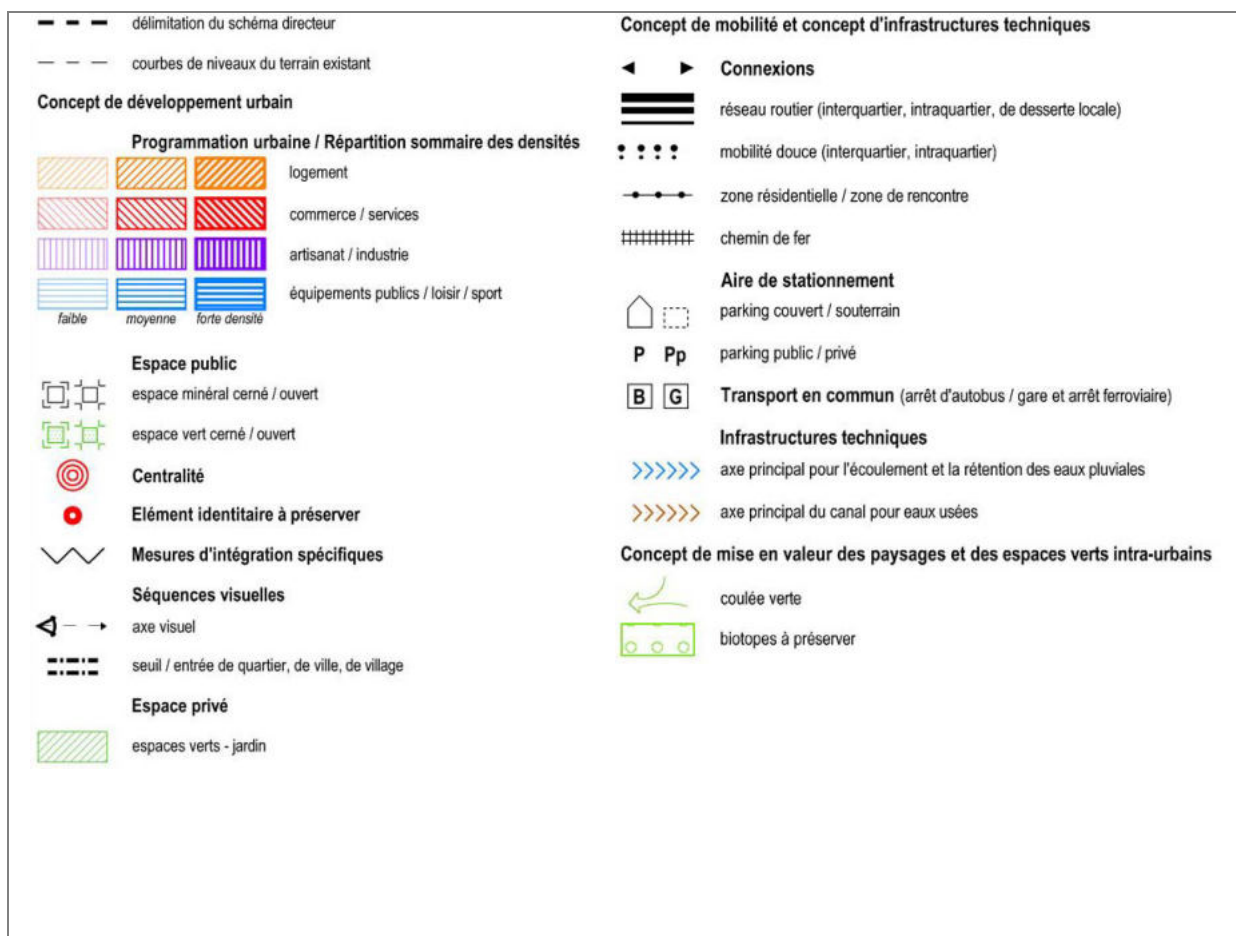 délimitation du schéma directeur
courbes de niveaux du terrain existant
Concept de développement urbain
Programmation urbaine / Répartition sommaire des densités
logement
commerce / services
artisanat / industrie
équipements publics / loisir / sport
faible moyenne forte densité
Espace public
espace minéral cerné / ouvert
espace vert cerné / ouvert
Centralité
Elément identitaire à préserver
Mesures d'intégration spécifiques
Séquences visuelles
axe visuel
seuil / entrée de quartier, de ville, de village
Espace privé
espaces verts - jardin
Concept de mobilité et concept d'infrastructures techniques
Connexions
réseau routier (interquartier, intraquartier, de desserte locale)
mobilité douce (interquartier, intraquartier)
zone résidentielle / zone de rencontre
chemin de fer
Aire de stationnement
parking couvert / souterrain
P Pp parking public / privé
B G Transport en commun (arrêt d'autobus / gare et arrêt ferroviaire)
Infrastructures techniques
axe principal pour l'écoulement et la rétention des eaux pluviales
axe principal du canal pour eaux usées
Concept de mise en valeur des paysages et des espaces verts intra-urbains
coulée verte
biotopes à préserver